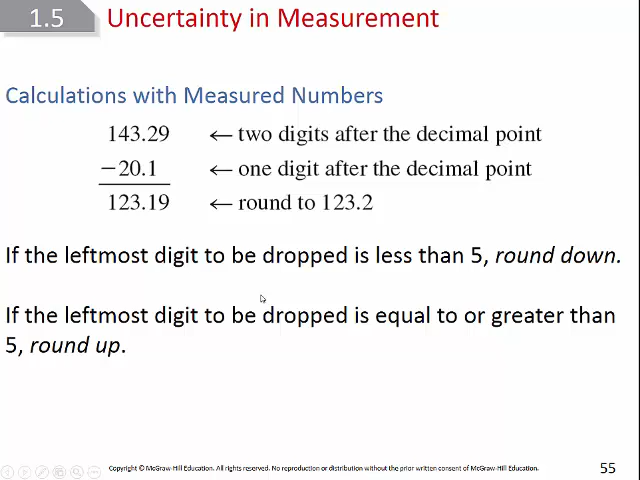 1.5 Uncertainty in Measurement
Calculations with Measured Numbers
143.29 ← two digits after the decimal point
−20.1 ← one digit after the decimal point
123.19 ← round to 123.2
If the leftmost digit to be dropped is less than 5, round down.
If the leftmost digit to be dropped is equal to or greater than
5, round up.
Copyright © McGraw-Hill Education. All rights reserved. No reproduction or distribution without the prior written consent of McGraw-Hill Education. 55